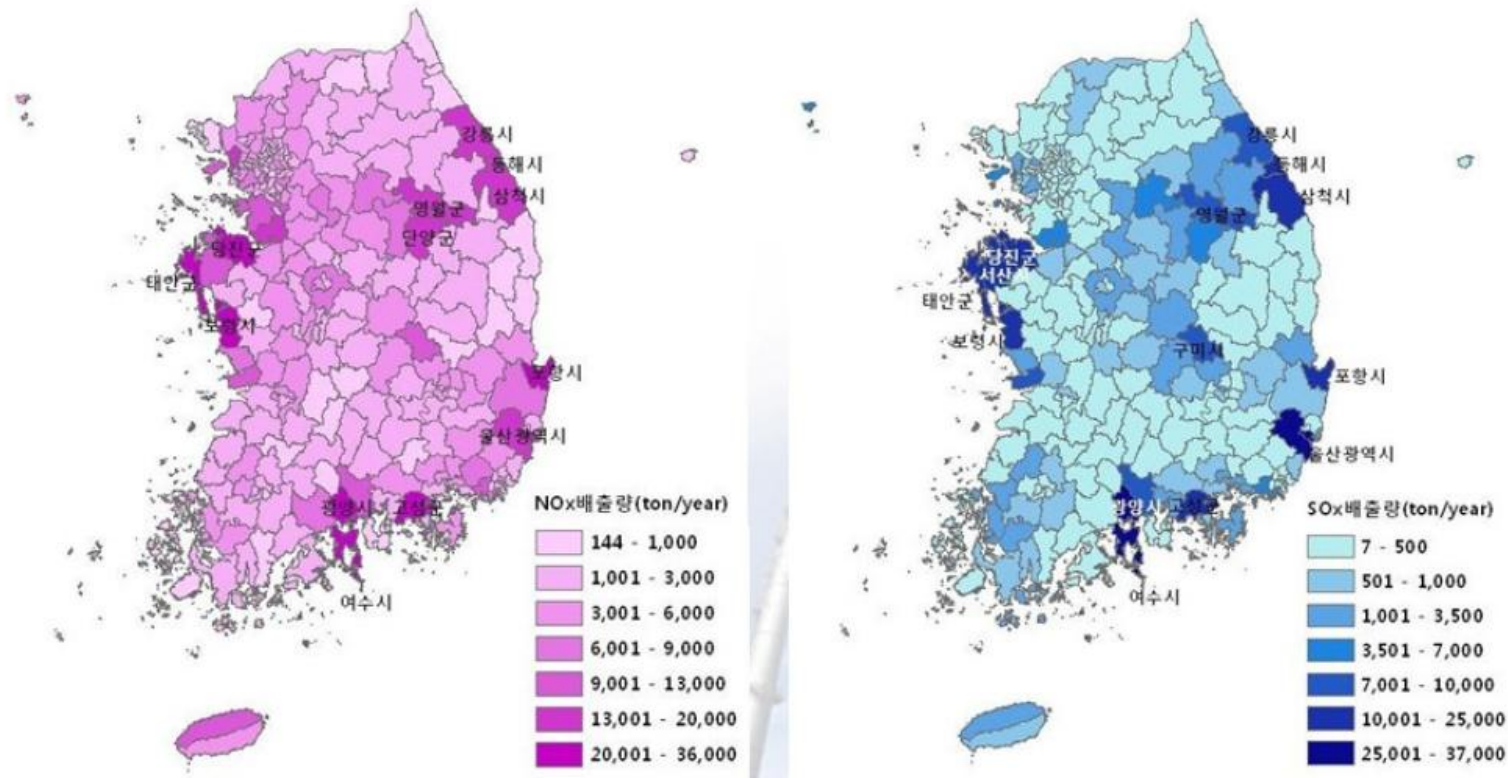 강릉시
동해시
삼척시
영월군
단양군
당진군
태안군
보령시
포항시
울산광역시
광양시 고성군
여수시
NOx배출량(ton/year)
144 - 1,000
1,001 - 3,000
3,001 - 6,000
6,001 - 9,000
9,001 - 13,000
13,001 - 20,000
20,001 - 36,000
강릉시
동해시
삼척시
영월군
당진군
서산
태안군
보령시
구미시
포항시
울산광역시
광양시 고성군
여수시
SOx배출량(ton/year)
7 - 500
501 - 1,000
1,001 - 3,500
3,501 - 7,000
7,001 - 10,000
10,001 - 25,000
25,001 - 37,000